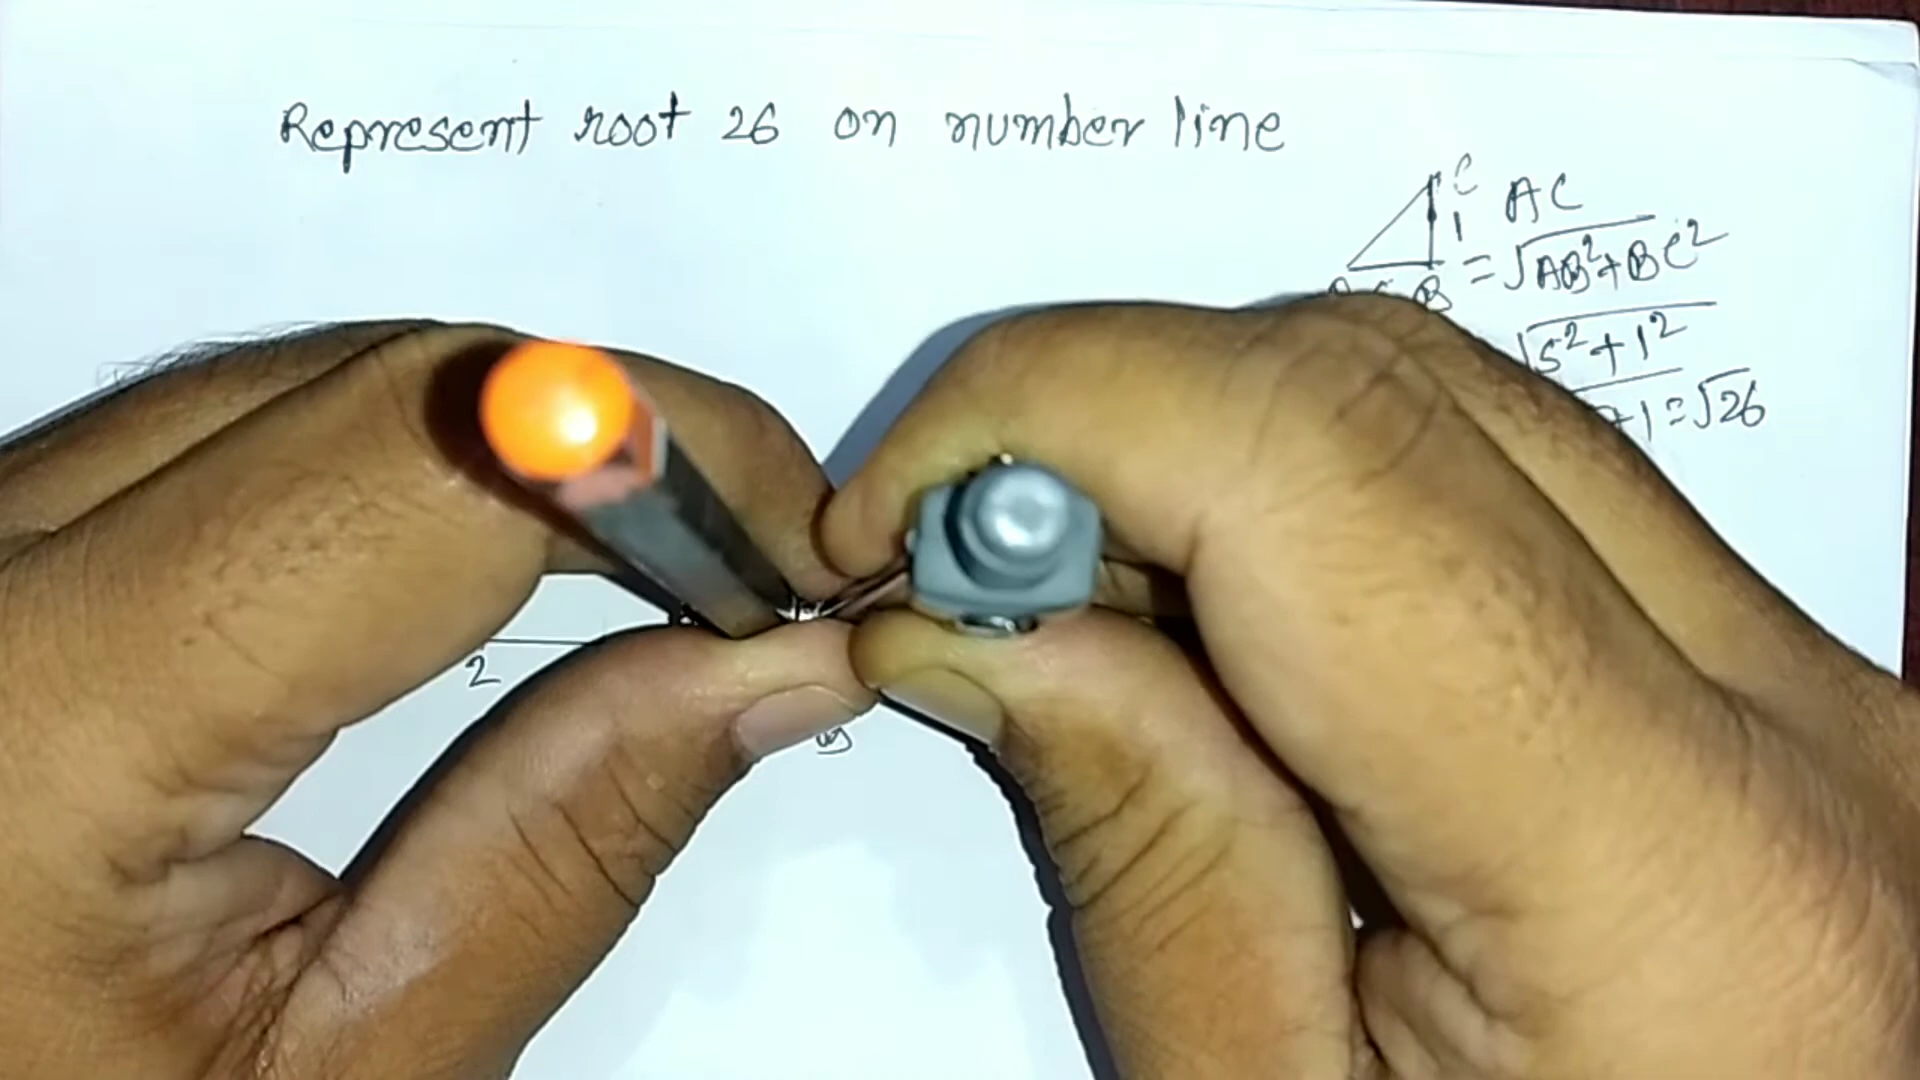 Represent root 26 on number line
C
AC
1
= √AB²+BC²
B
√5²+1²
+1=√26
2